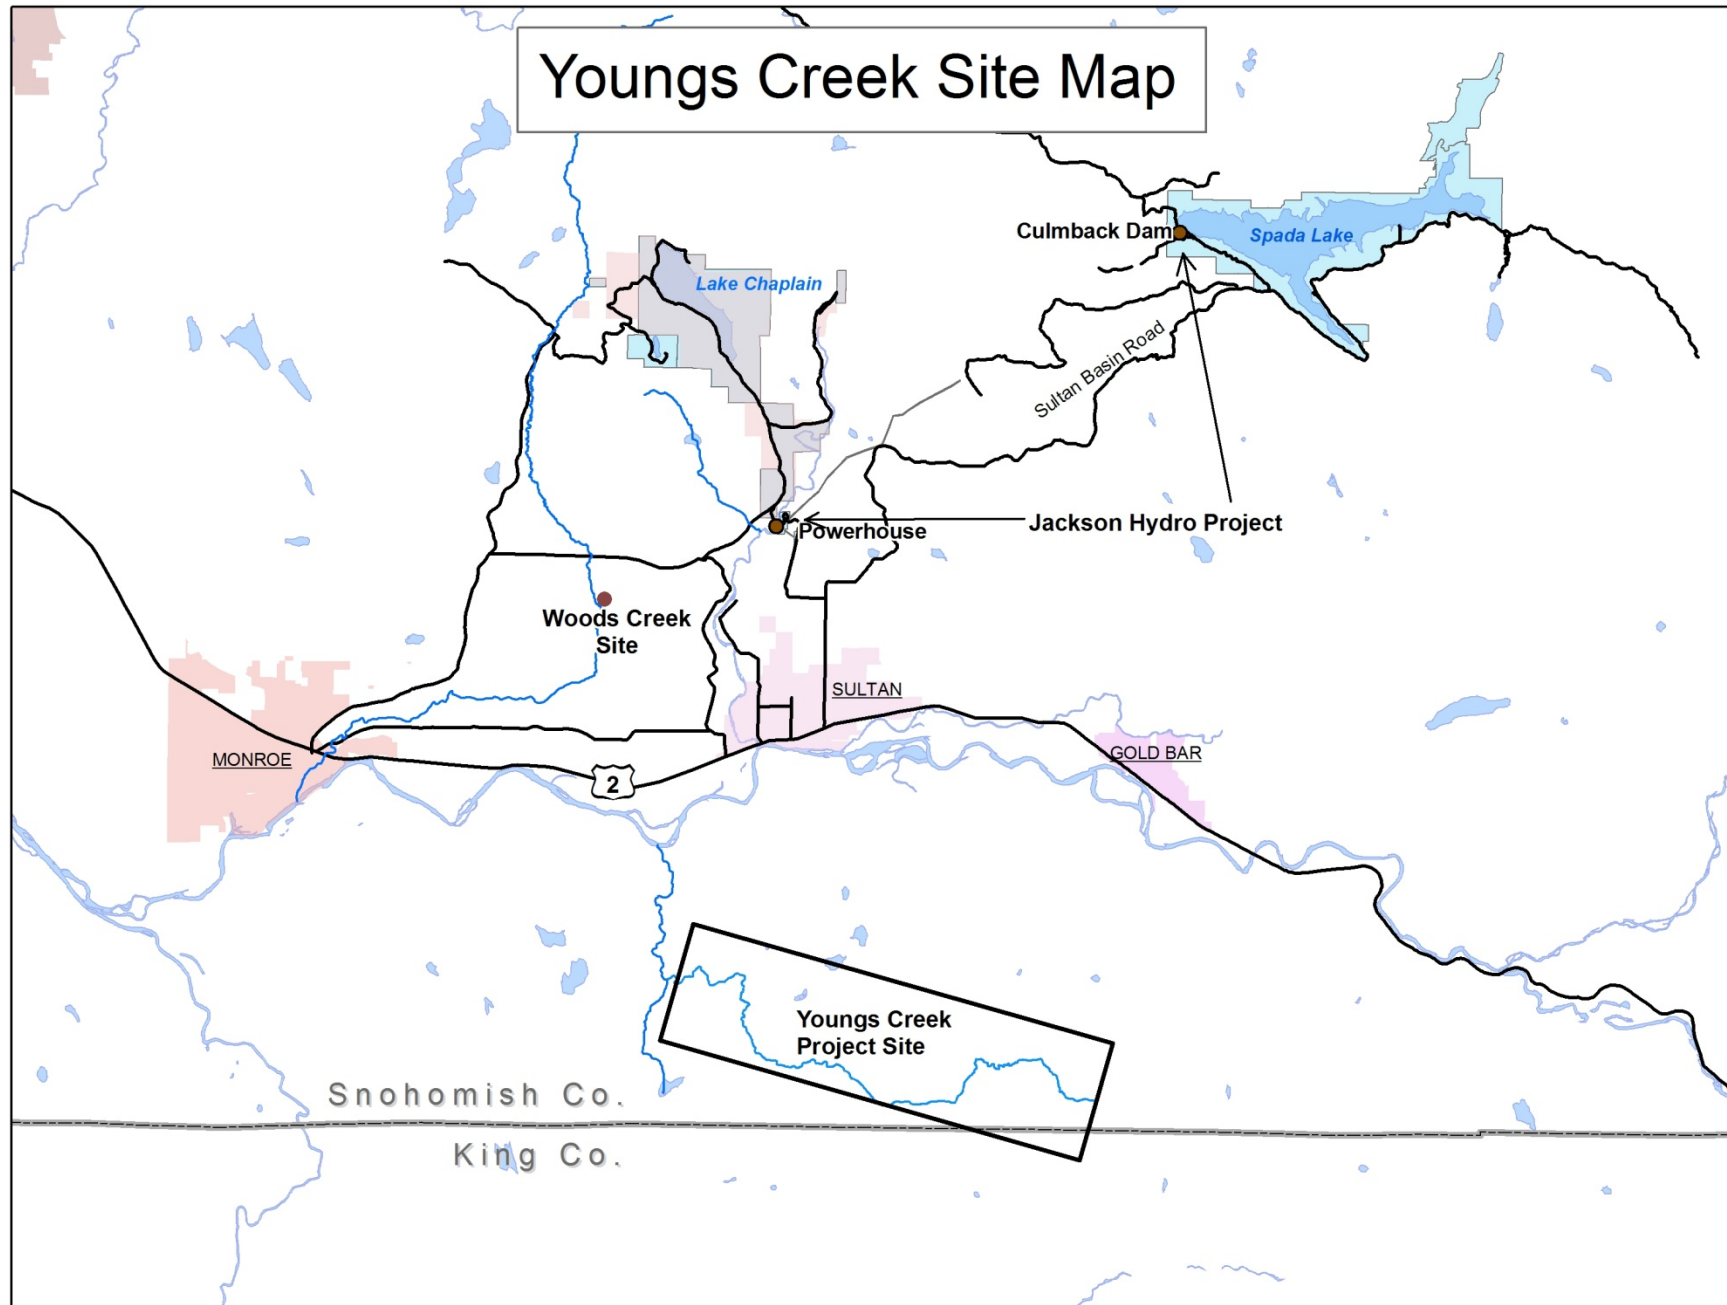 Youngs Creek Site Map
Culmback Dam
Spada Lake
Lake Chaplain
Sultan Basin Road
Jackson Hydro Project
Powerhouse
Woods Creek
Site
SULTAN
MONROE
GOLD BAR
2
Youngs Creek
Project Site
Snohomish Co.
King Co.